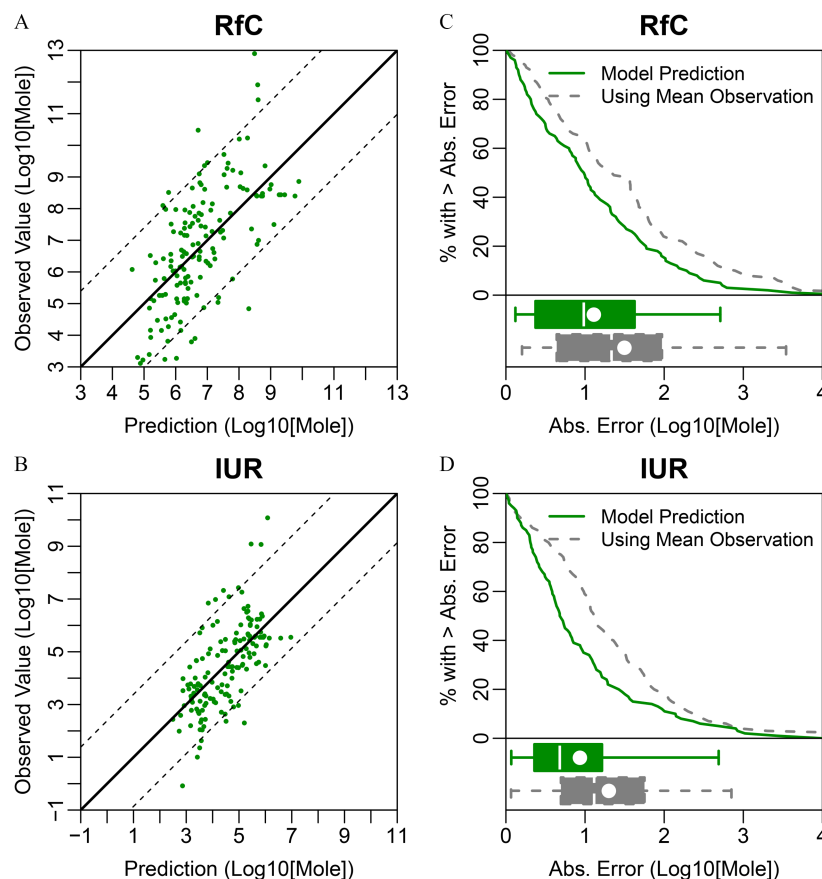 A
RfC
Observed Value (Log10[Mole])
13
11
9
8
7
6
5
4
3
3 4 5 6 7 8 9 11 13
Prediction (Log10[Mole])
C
RfC
% with > Abs. Error
100
80
60
40
20
0
Model Prediction
Using Mean Observation
0 1 2 3 4
Abs. Error (Log10[Mole])
B
IUR
Observed Value (Log10[Mole])
11
9
7
5
3
1
−1
−1 1 3 5 7 9 11
Prediction (Log10[Mole])
D
IUR
% with > Abs. Error
100
80
60
40
20
0
Model Prediction
Using Mean Observation
0 1 2 3 4
Abs. Error (Log10[Mole])